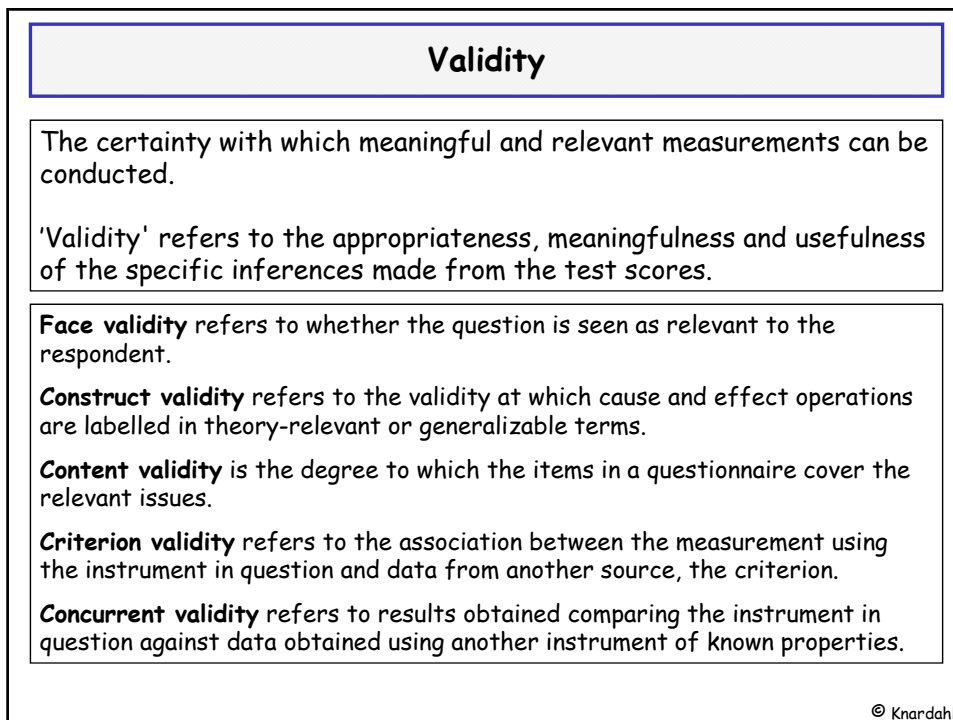 Validity
The certainty with which meaningful and relevant measurements can be
conducted.
'Validity' refers to the appropriateness, meaningfulness and usefulness
of the specific inferences made from the test scores.
Face validity refers to whether the question is seen as relevant to the
respondent.
Construct validity refers to the validity at which cause and effect operations
are labelled in theory-relevant or generalizable terms.
Content validity is the degree to which the items in a questionnaire cover the
relevant issues.
Criterion validity refers to the association between the measurement using
the instrument in question and data from another source, the criterion.
Concurrent validity refers to results obtained comparing the instrument in
question against data obtained using another instrument of known properties.
© Knardahl